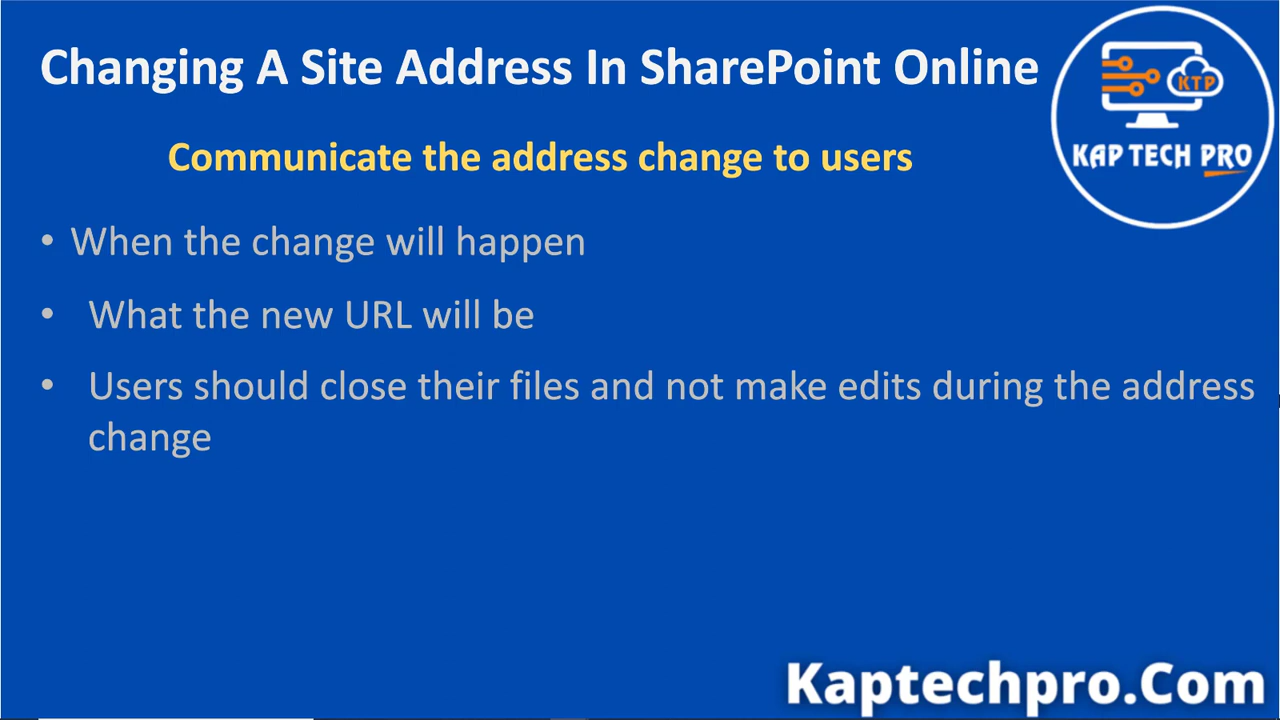 Changing A Site Address In SharePoint Online
KTP
KAP TECH PRO
Communicate the address change to users
• When the change will happen
• What the new URL will be
• Users should close their files and not make edits during the address
change
Kaptechpro.Com